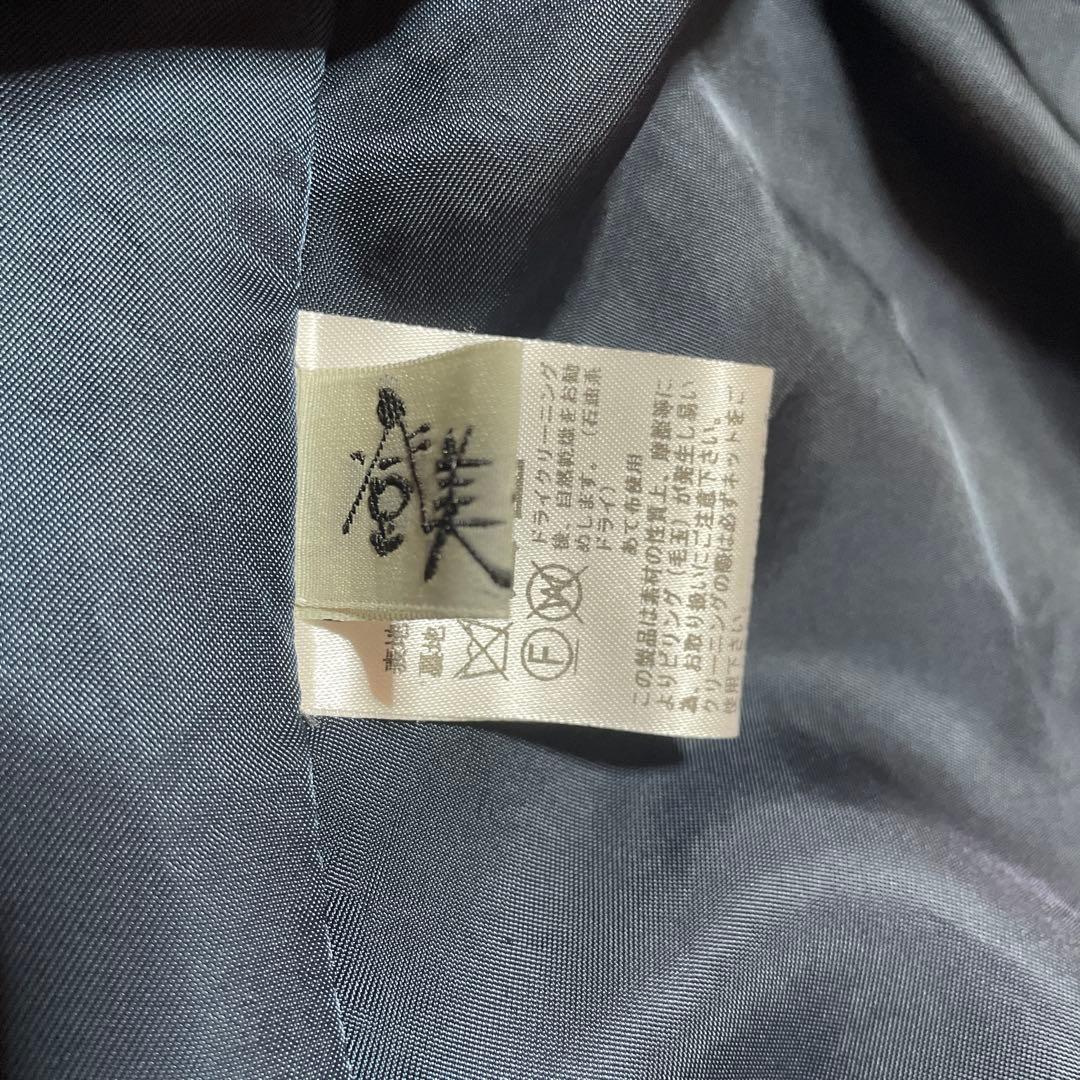 表地
裏地
F
W
ドライクリーニング
後、自然乾燥をお勧
めします。（石油系
ドライ）
あて布使用
この製品は素材の性質上、摩擦等に
よりピリング（毛玉）が発生し易い
為、お取り扱いにご注意下さい。
クリーニングの際は必ずネットをご
使用下さい。